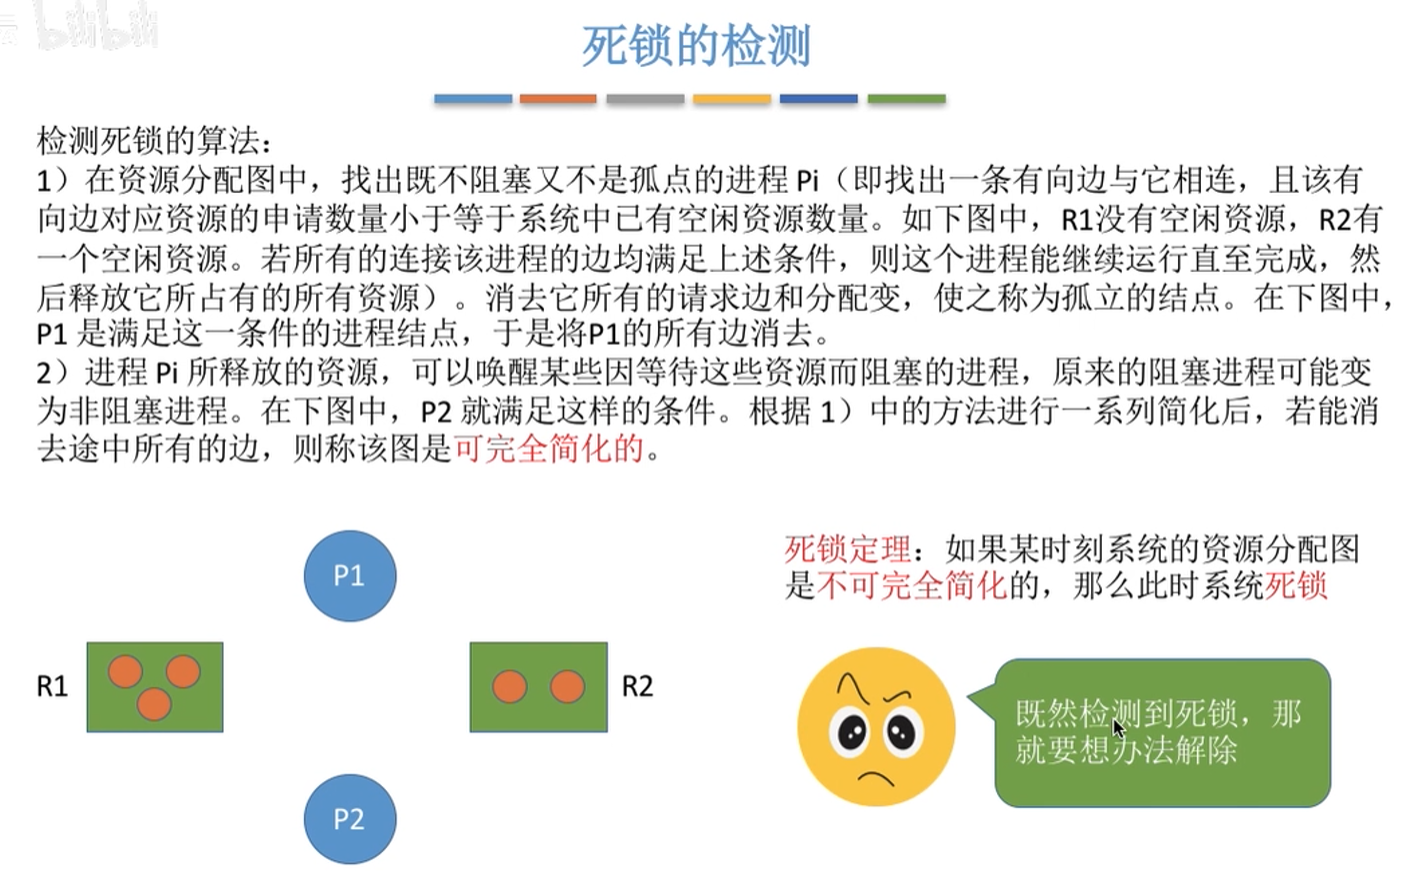 bilibili
死锁的检测
检测死锁的算法：
1）在资源分配图中，找出既不阻塞又不是孤点的进程 Pi（即找出一条有向边与它相连，且该有
向边对应资源的申请数量小于等于系统中已有空闲资源数量。如下图中，R1没有空闲资源，R2有
一个空闲资源。若所有的连接该进程的边均满足上述条件，则这个进程能继续运行直至完成，然
后释放它所占有的所有资源）。消去它所有的请求边和分配变，使之称为孤立的结点。在下图中，
P1 是满足这一条件的进程结点，于是将P1的所有边消去。
2）进程 Pi 所释放的资源，可以唤醒某些因等待这些资源而阻塞的进程，原来的阻塞进程可能变
为非阻塞进程。在下图中，P2 就满足这样的条件。根据 1）中的方法进行一系列简化后，若能消
去途中所有的边，则称该图是可完全简化的。
死锁定理：如果某时刻系统的资源分配图
是不可完全简化的，那么此时系统死锁
P1
R1
R2
P2
既然检测到死锁，那
就要想办法解除